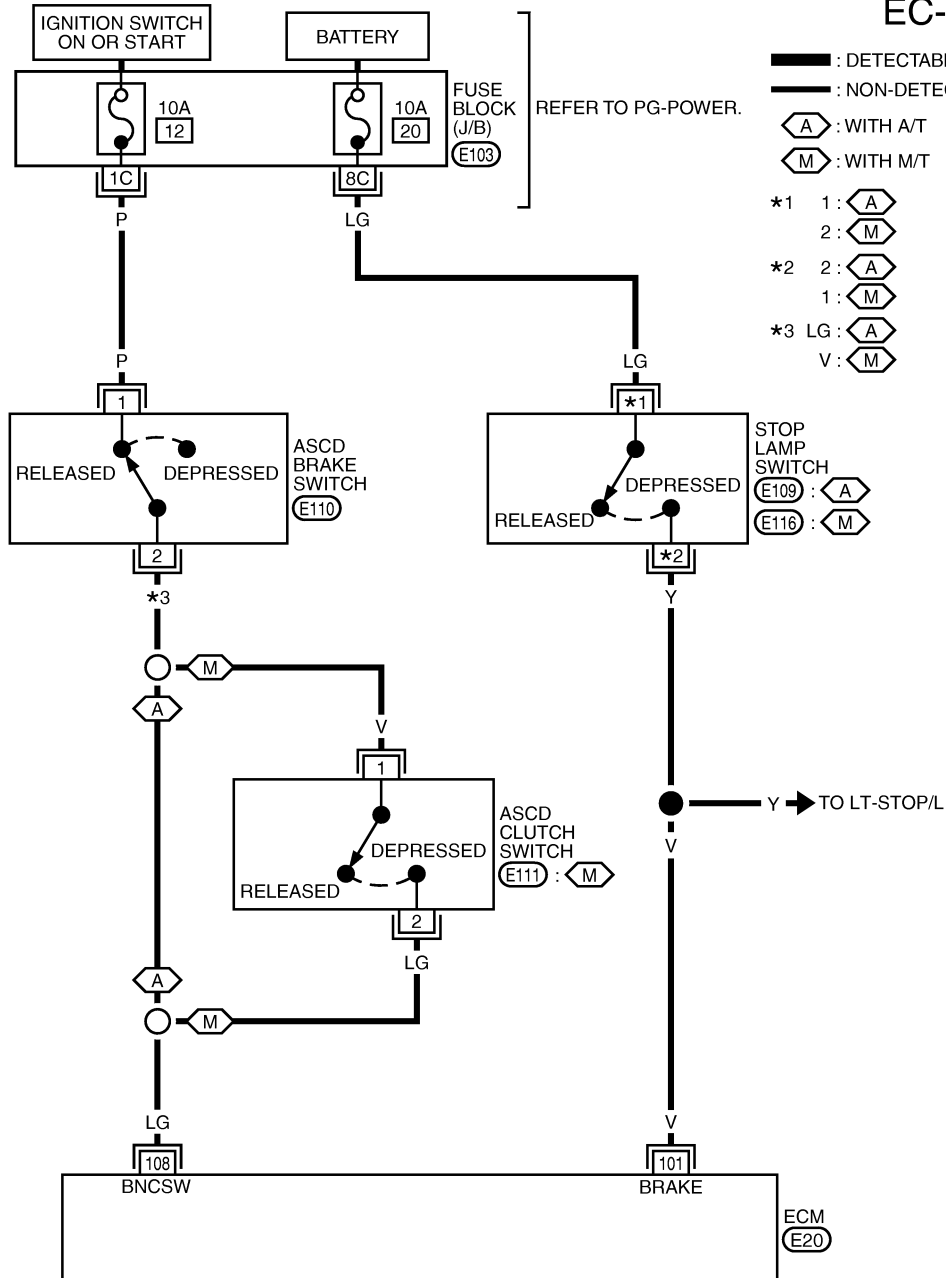 EC-
IGNITION SWITCH
ON OR START
BATTERY
10A
12
10A
20
FUSE
BLOCK
(J/B)
E103
REFER TO PG-POWER.
1C
8C
: DETECTAB
: NON-DETEC
A : WITH A/T
M : WITH M/T
*1 1 : A
2 : M
*2 2 : A
1 : M
*3 LG : A
V : M
P
LG
P
LG
1
RELEASED
DEPRESSED
ASCD
BRAKE
SWITCH
E110
2
*1
DEPRESSED
RELEASED
STOP
LAMP
SWITCH
E109 : A
E116 : M
*2
*3
Y
M
A
V
1
DEPRESSED
RELEASED
ASCD
CLUTCH
SWITCH
E111 : M
2
LG
Y
TO LT-STOP/L
V
A
M
LG
V
108
BNCSW
101
BRAKE
ECM
E20